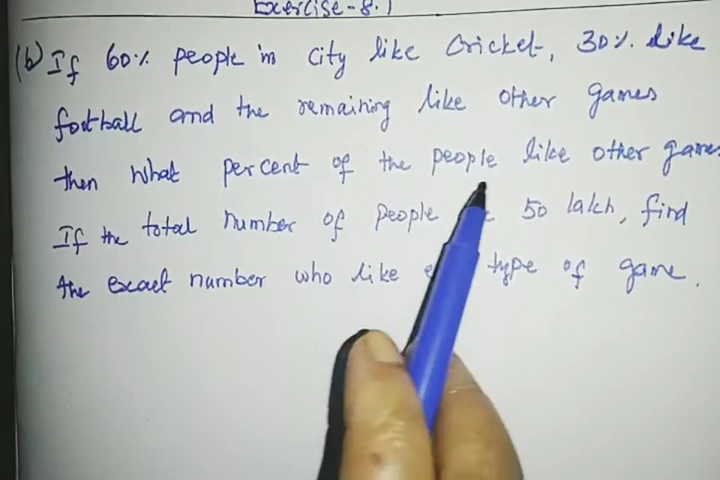 Exercise-8.1
(b) If 60% people in city like Cricket, 30% like
football and the remaining like other games
then what percent of the people like other games
If the total number of people 50 lakh, find
the exact number who like type of game.